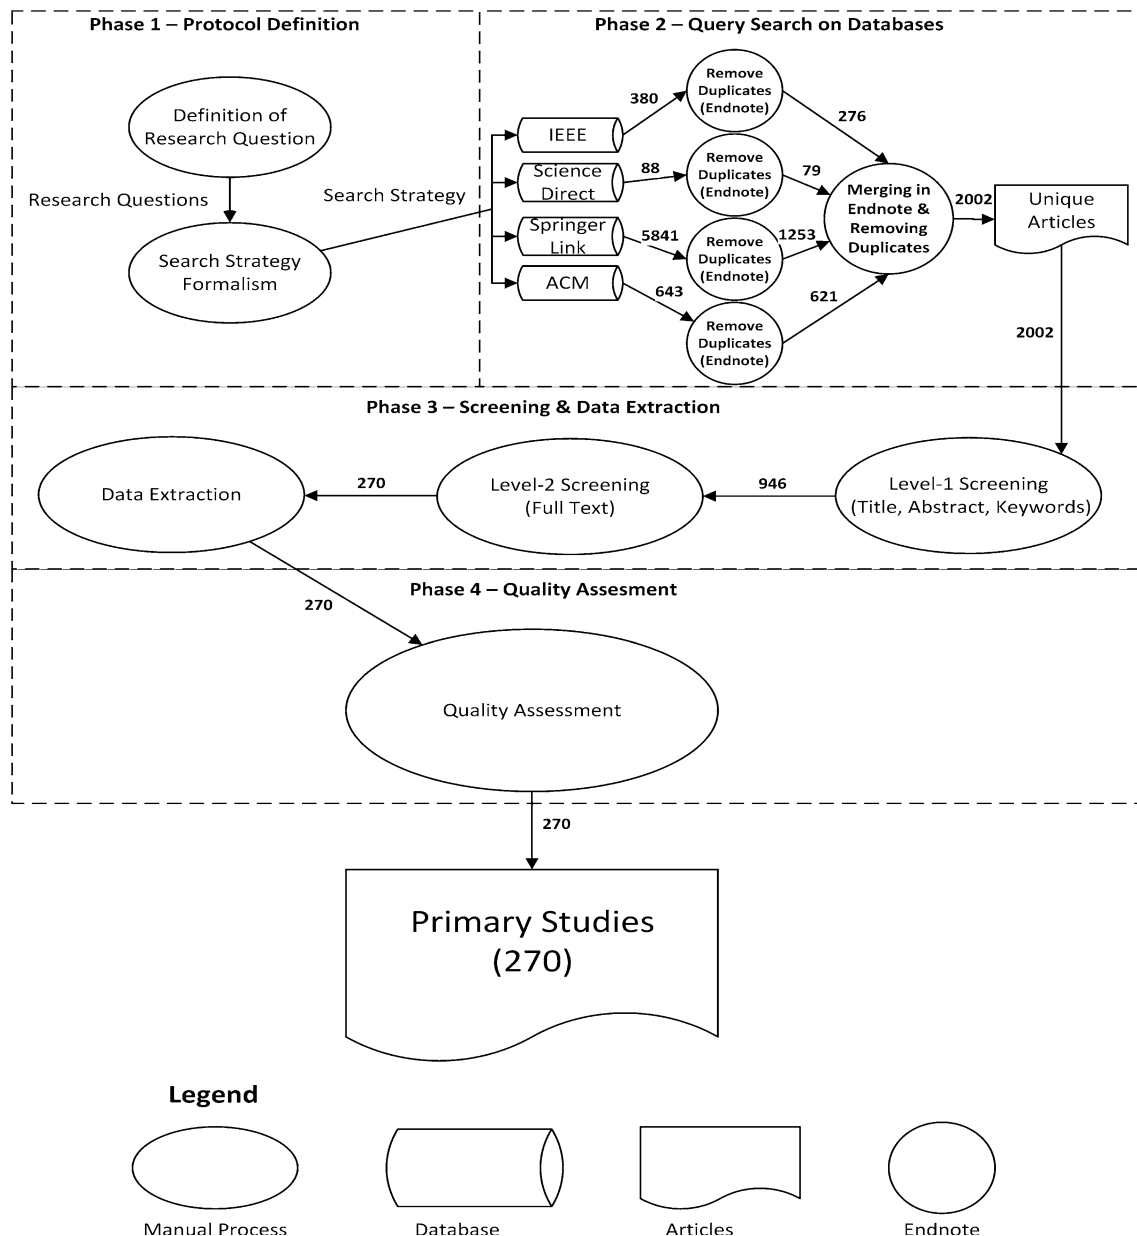 Phase 1 – Protocol Definition
Definition of
Research Question
Research Questions
Search Strategy
Search Strategy
Formalism
Phase 2 – Query Search on Databases
IEEE
Science
Direct
Springer
Link
ACM
380
88
5841
643
Remove
Duplicates
(Endnote)
Remove
Duplicates
(Endnote)
Remove
Duplicates
(Endnote)
Remove
Duplicates
(Endnote)
276
79
1253
621
Merging in
Endnote &
Removing
Duplicates
2002
Unique
Articles
2002
Phase 3 – Screening & Data Extraction
Level-1 Screening
(Title, Abstract, Keywords)
946
Level-2 Screening
(Full Text)
270
Data Extraction
270
Phase 4 – Quality Assesment
Quality Assessment
270
Primary Studies
(270)
Legend
Manual Process
Database
Articles
Endnote